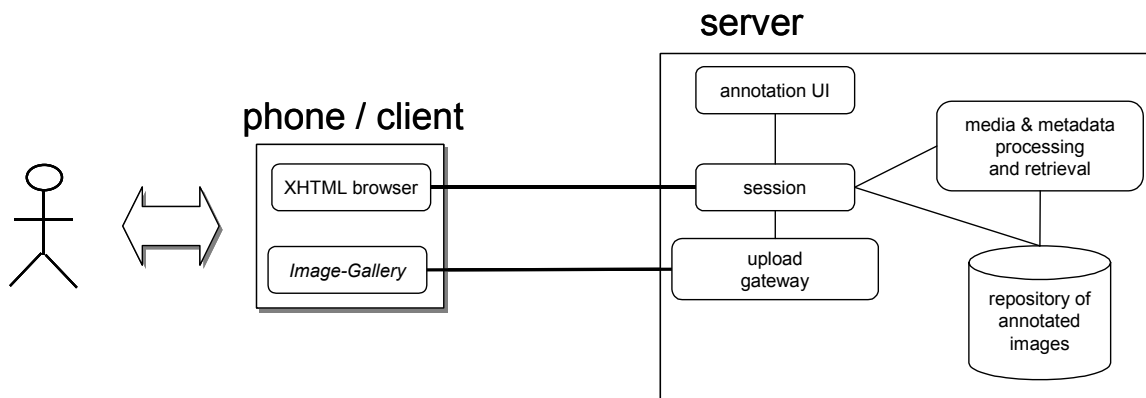 server
phone / client
annotation UI
XHTML browser
session
media & metadata
processing
and retrieval
Image-Gallery
upload
gateway
repository of
annotated
images